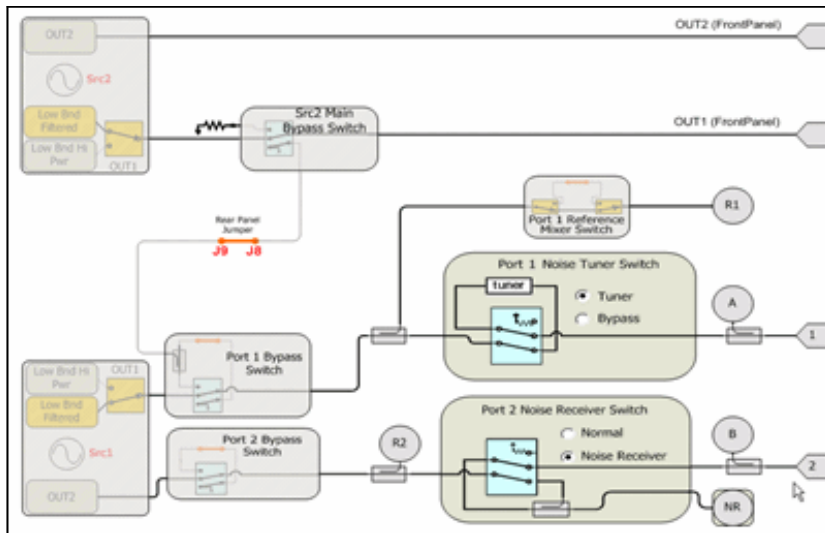 OUT2 (FrontPanel)
OUT2
Src2
Low Bnd
Filtered
Low Bnd Hi
Pwr
OUT1
Src2 Main
Bypass Switch
OUT1 (FrontPanel)
R1
Port 1 Reference
Mixer Switch
Rear Panel
Jumper
J9 J8
Port 1 Noise Tuner Switch
tuner
Tuner
Bypass
A
1
Port 1 Bypass
Switch
Low Bnd Hi
Pwr
OUT1
Low Bnd
Filtered
Src1
OUT2
Port 2 Bypass
Switch
R2
Port 2 Noise Receiver Switch
Normal
Noise Receiver
B
2
NR